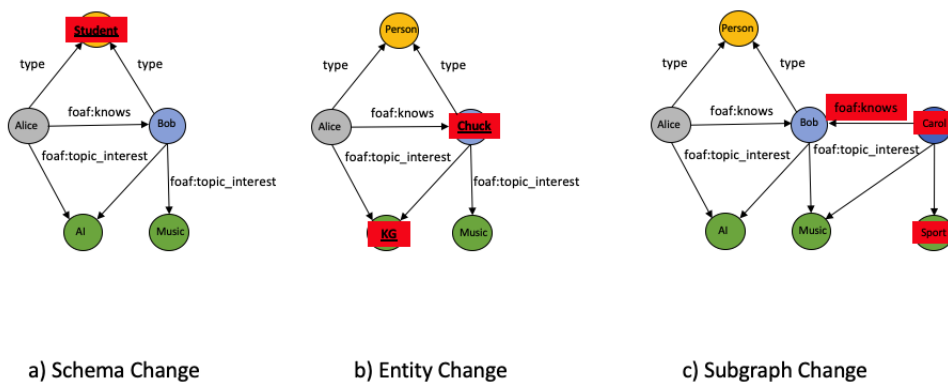 Student
type
type
foaf:knows
Alice
Bob
foaf:topic_interest
foaf:topic_interest
AI
Music
a) Schema Change
Person
type
type
foaf:knows
Alice
Chuck
foaf:topic_interest
foaf:topic_interest
KG
Music
b) Entity Change
Person
type
type
foaf:knows
foaf:knows
Alice
Bob
Carol
foaf:topic_interest
foaf:topic_interest
AI
Music
Sport
c) Subgraph Change